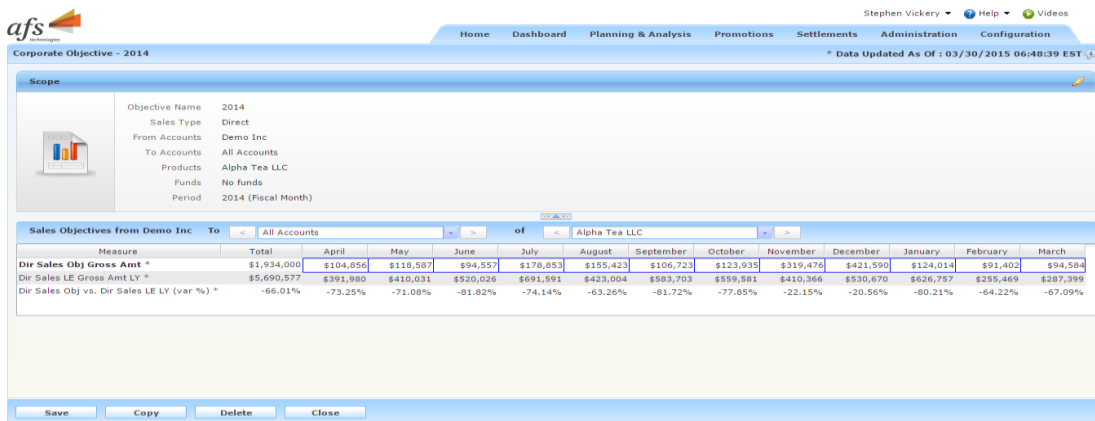 Stephen Vickery Help Videos
afs technologies
Home Dashboard Planning & Analysis Promotions Settlements Administration Configuration
Corporate Objective - 2014 * Data Updated As Of : 03/30/2015 06:48:39 EST
Scope
Objective Name 2014
Sales Type Direct
From Accounts Demo Inc
To Accounts All Accounts
Products Alpha Tea LLC
Funds No funds
Period 2014 (Fiscal Month)
Sales Objectives from Demo Inc To < All Accounts > of < Alpha Tea LLC >
Measure Total April May June July August September October November December January February March
Dir Sales Obj Gross Amt * $1,934,000 $104,856 $118,587 $94,557 $178,853 $155,423 $106,723 $123,935 $319,476 $421,590 $124,014 $91,402 $94,584
Dir Sales LE Gross Amt LY * $5,690,577 $391,980 $410,031 $520,026 $691,591 $423,004 $583,703 $559,581 $410,366 $530,670 $626,757 $255,469 $287,399
Dir Sales Obj vs. Dir Sales LE LY (var %) * -66.01% -73.25% -71.08% -81.82% -74.14% -63.26% -81.72% -77.85% -22.15% -20.56% -80.21% -64.22% -67.09%
Save Copy Delete Close